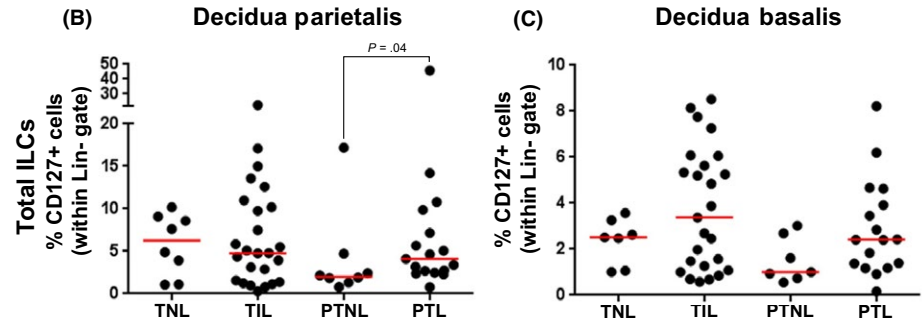 (B) Decidua parietalis
P = .04
Total ILCs
% CD127+ cells
(within Lin- gate)
50
40
30
20
15
10
5
0
TNL TIL PTNL PTL
(C) Decidua basalis
% CD127+ cells
(within Lin- gate)
10
8
6
4
2
0
TNL TIL PTNL PTL